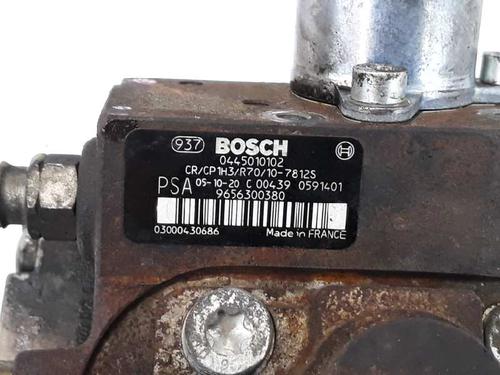 937 BOSCH
0445010102
CR/CP1H3/R70/10-7812S
PSA 05-10-20 C 00439 0591401
9656300380
03000430686 Made in FRANCE